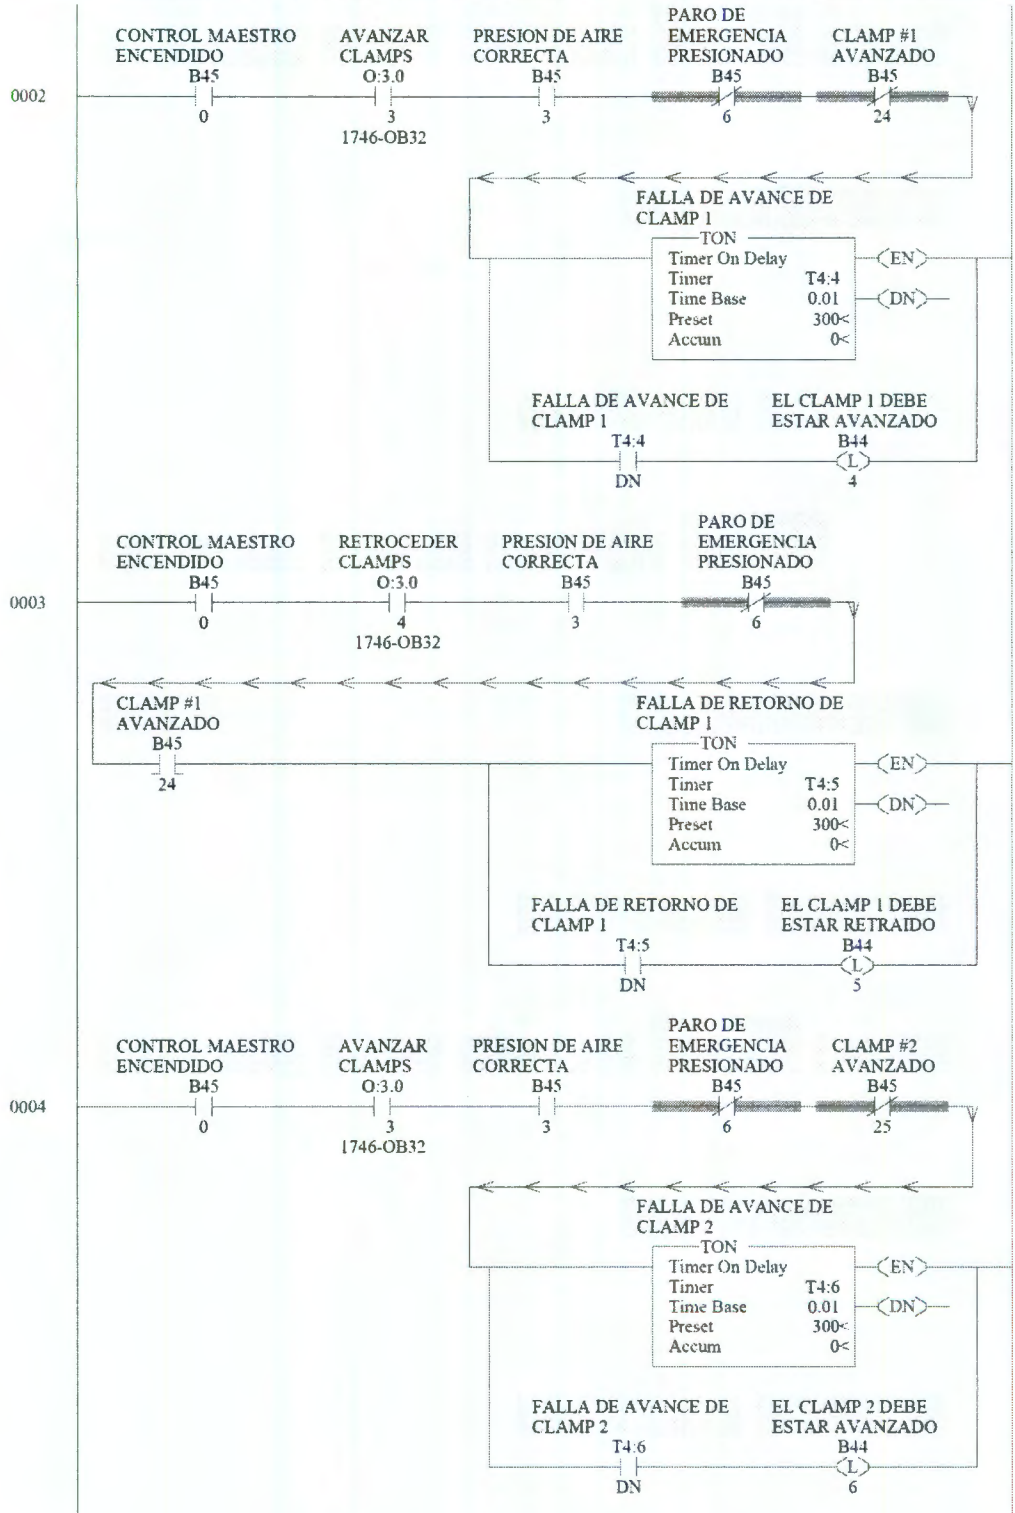 PARO DE
CONTROL MAESTRO AVANZAR PRESION DE AIRE EMERGENCIA CLAMP #1
ENCENDIDO CLAMPS CORRECTA PRESIONADO AVANZADO
B45 O:3.0 B45 B45 B45
0002
0 3 3 6 24
1746-OB32
FALLA DE AVANCE DE
CLAMP 1
TON
Timer On Delay EN
Timer T4:4
Time Base 0.01 DN
Preset 300<
Accum 0<
FALLA DE AVANCE DE EL CLAMP 1 DEBE
CLAMP 1 ESTAR AVANZADO
T4:4 B44
L
DN 4
PARO DE
CONTROL MAESTRO RETROCEDER PRESION DE AIRE EMERGENCIA
ENCENDIDO CLAMPS CORRECTA PRESIONADO
B45 O:3.0 B45 B45
0003
0 4 3 6
1746-OB32
CLAMP #1 FALLA DE RETORNO DE
AVANZADO CLAMP 1
B45 TON
Timer On Delay EN
24 Timer T4:5
Time Base 0.01 DN
Preset 300<
Accum 0<
FALLA DE RETORNO DE EL CLAMP 1 DEBE
CLAMP 1 ESTAR RETRAIDO
T4:5 B44
L
DN 5
PARO DE
CONTROL MAESTRO AVANZAR PRESION DE AIRE EMERGENCIA CLAMP #2
ENCENDIDO CLAMPS CORRECTA PRESIONADO AVANZADO
B45 O:3.0 B45 B45 B45
0004
0 3 3 6 25
1746-OB32
FALLA DE AVANCE DE
CLAMP 2
TON
Timer On Delay EN
Timer T4:6
Time Base 0.01 DN
Preset 300<
Accum 0<
FALLA DE AVANCE DE EL CLAMP 2 DEBE
CLAMP 2 ESTAR AVANZADO
T4:6 B44
L
DN 6